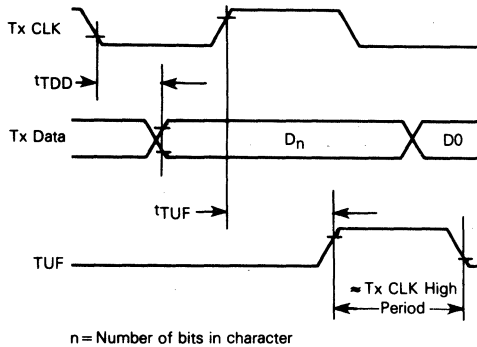 Tx CLK
tTDD
Tx Data
Dn
D0
tTUF
TUF
≈ Tx CLK High
Period
n = Number of bits in character